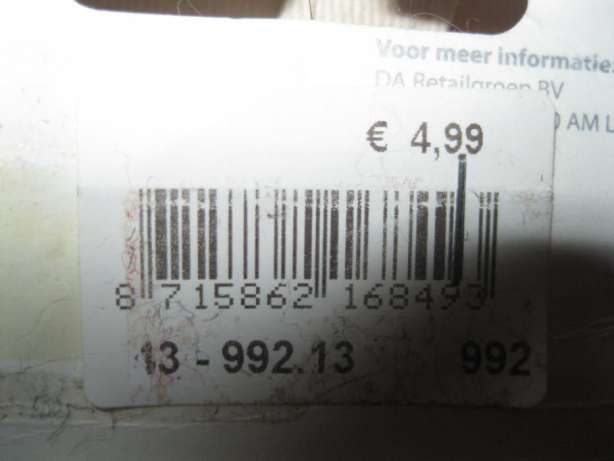 Voor meer informatie:
DA Retailgroep BV
AM L
€ 4,99
8 715862 168493
13 - 992.13 992